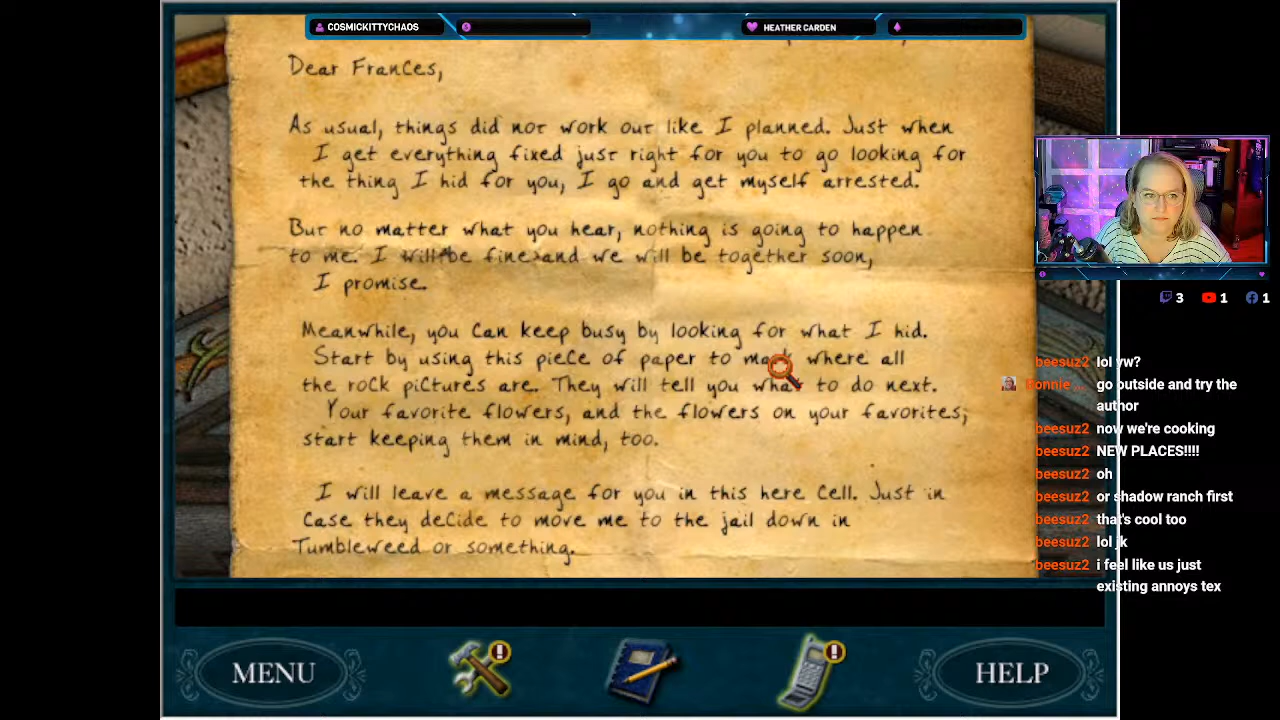 COSMICKITTYCHAOS
HEATHER CARDEN
Dear Frances,
As usual, things did not work out like I planned. Just when
I get everything fixed just right for you to go looking for
the thing I hid for you, I go and get myself arrested.
But no matter what you hear, nothing is going to happen
to me. I will be fine and we will be together soon,
I promise.
Meanwhile, you can keep busy by looking for what I hid.
Start by using this piece of paper to mark where all
the rock pictures are. They will tell you what to do next.
Your favorite flowers, and the flowers on your favorites,
start keeping them in mind, too.
I will leave a message for you in this here cell. Just in
case they decide to move me to the jail down in
Tumbleweed or something.
3 1 1
beesuz2 lol yw?
Bonnie ... go outside and try the
author
beesuz2 now we're cooking
beesuz2 NEW PLACES!!!!
beesuz2 oh
beesuz2 or shadow ranch first
beesuz2 that's cool too
beesuz2 lol jk
beesuz2 i feel like us just
existing annoys tex
MENU
!
!
HELP